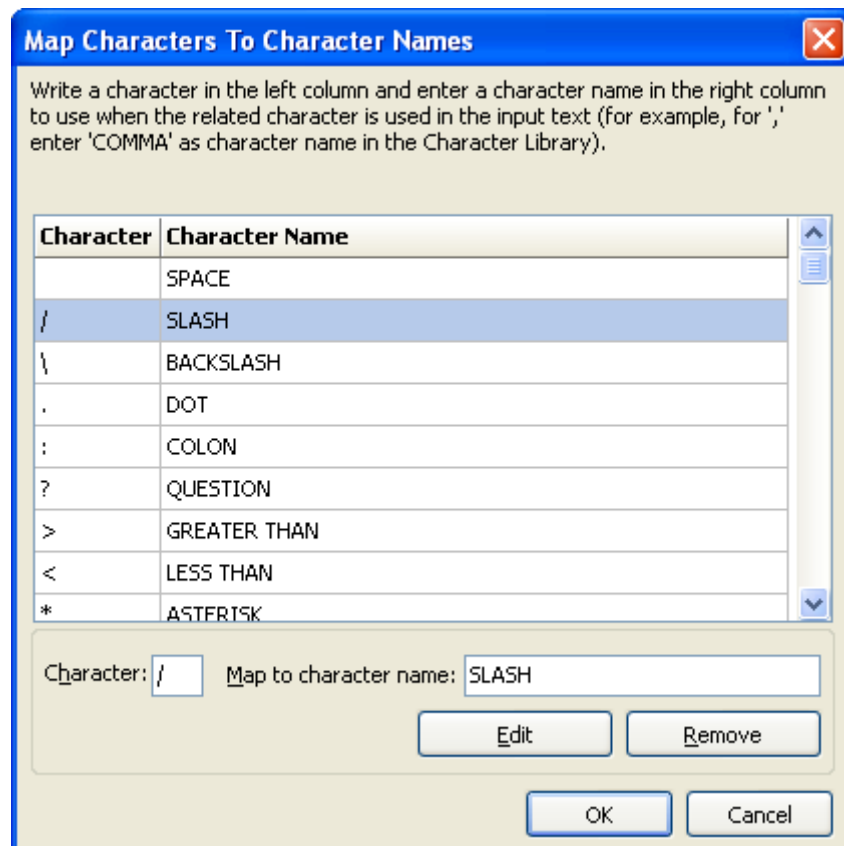 Map Characters To Character Names
Write a character in the left column and enter a character name in the right column
to use when the related character is used in the input text (for example, for ','
enter 'COMMA' as character name in the Character Library).
Character Character Name
SPACE
/ SLASH
\ BACKSLASH
. DOT
: COLON
? QUESTION
> GREATER THAN
< LESS THAN
* ASTERISK
Character: / Map to character name: SLASH
Edit Remove
OK Cancel